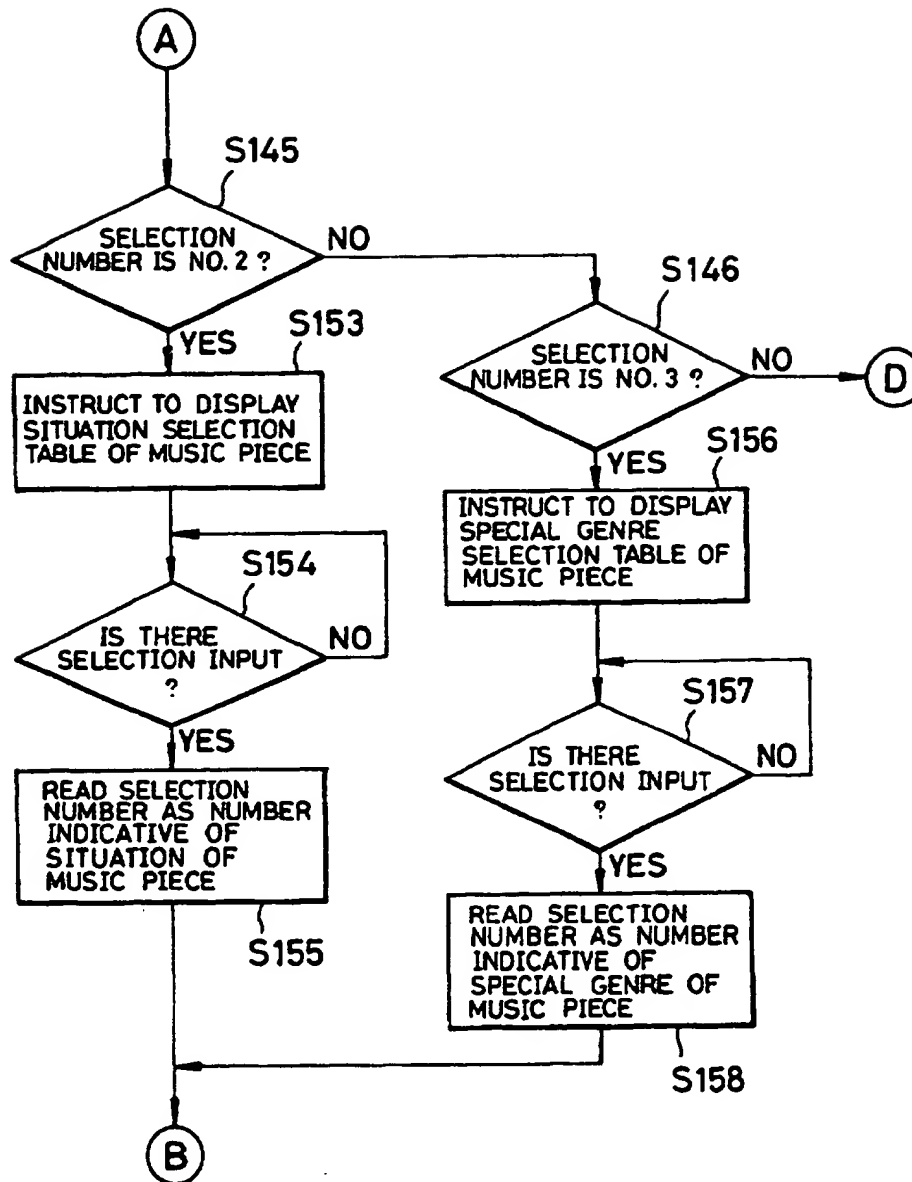 A
S145
SELECTION
NUMBER IS NO. 2 ?
NO
YES
S153
INSTRUCT TO DISPLAY
SITUATION SELECTION
TABLE OF MUSIC PIECE
S154
IS THERE
SELECTION INPUT
?
NO
YES
READ SELECTION
NUMBER AS NUMBER
INDICATIVE OF
SITUATION OF
MUSIC PIECE
S155
S146
SELECTION
NUMBER IS NO. 3 ?
NO
D
YES
S156
INSTRUCT TO DISPLAY
SPECIAL GENRE
SELECTION TABLE OF
MUSIC PIECE
S157
IS THERE
SELECTION INPUT
?
NO
YES
READ SELECTION
NUMBER AS NUMBER
INDICATIVE OF
SPECIAL GENRE OF
MUSIC PIECE
S158
B